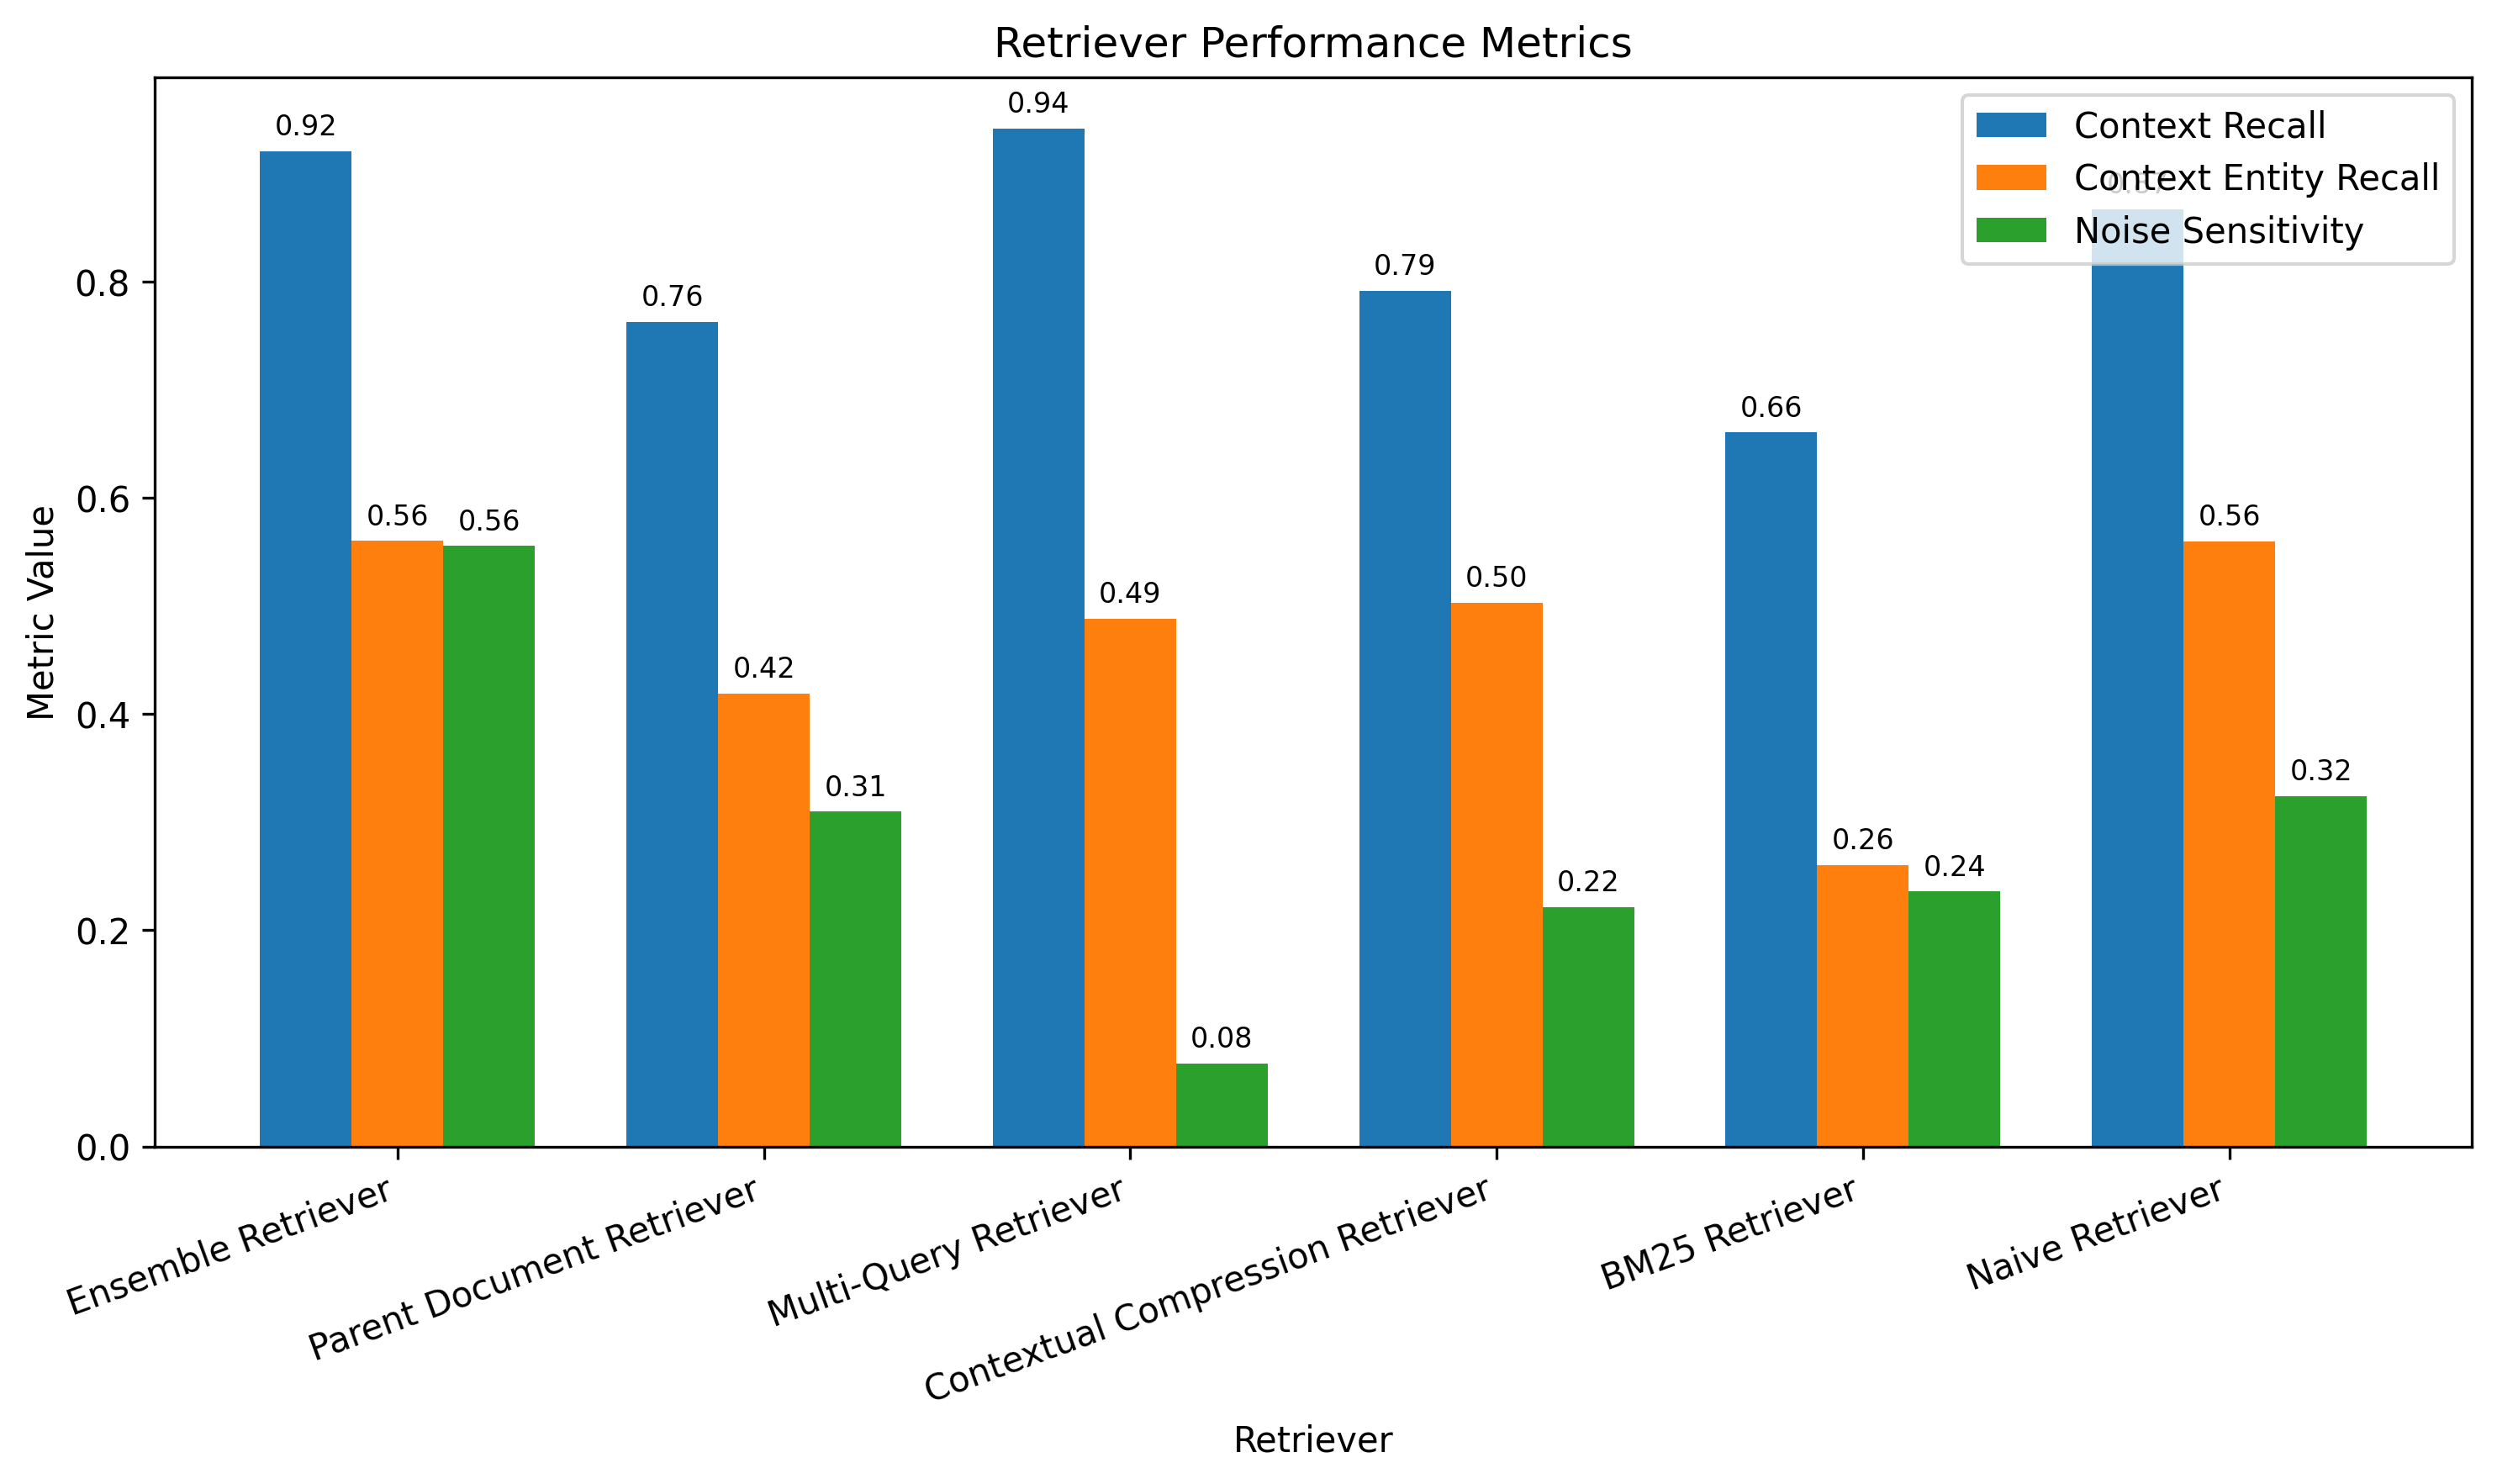 Retriever Performance Metrics
Context Recall
Context Entity Recall
Noise Sensitivity
Metric Value
0.8
0.6
0.4
0.2
0.0
0.92
0.56
0.56
0.76
0.42
0.31
0.94
0.49
0.08
0.79
0.50
0.22
0.66
0.26
0.24
0.87
0.56
0.32
Ensemble Retriever
Parent Document Retriever
Multi-Query Retriever
Contextual Compression Retriever
BM25 Retriever
Naive Retriever
Retriever